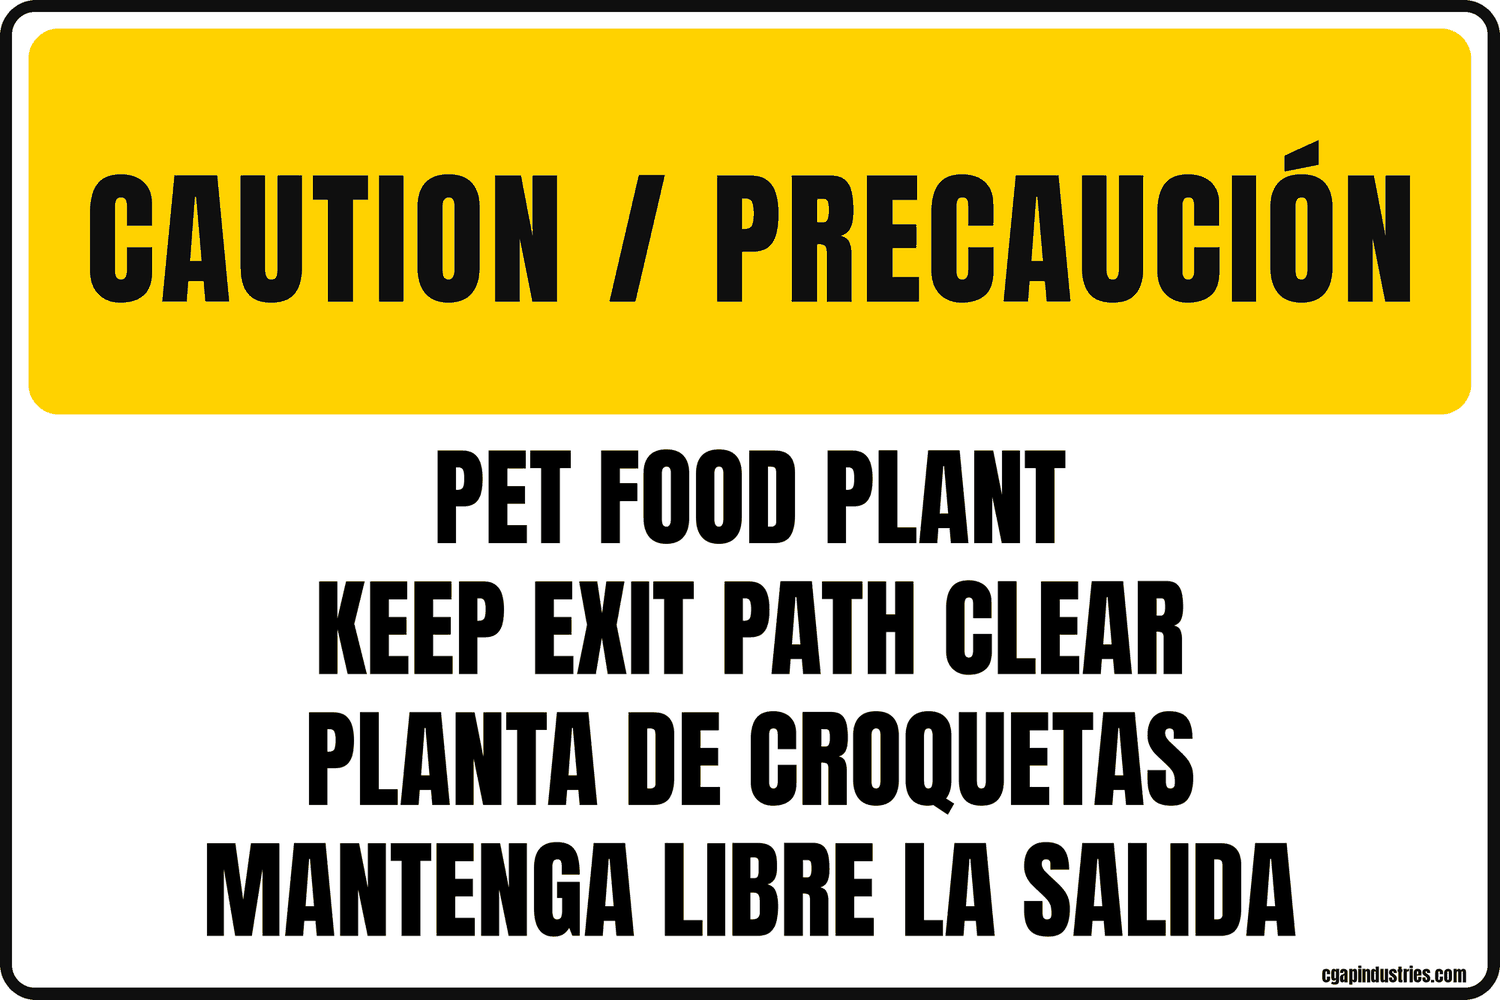 CAUTION / PRECAUCIÓN
PET FOOD PLANT
KEEP EXIT PATH CLEAR
PLANTA DE CROQUETAS
MANTENGA LIBRE LA SALIDA
cgapindustries.com